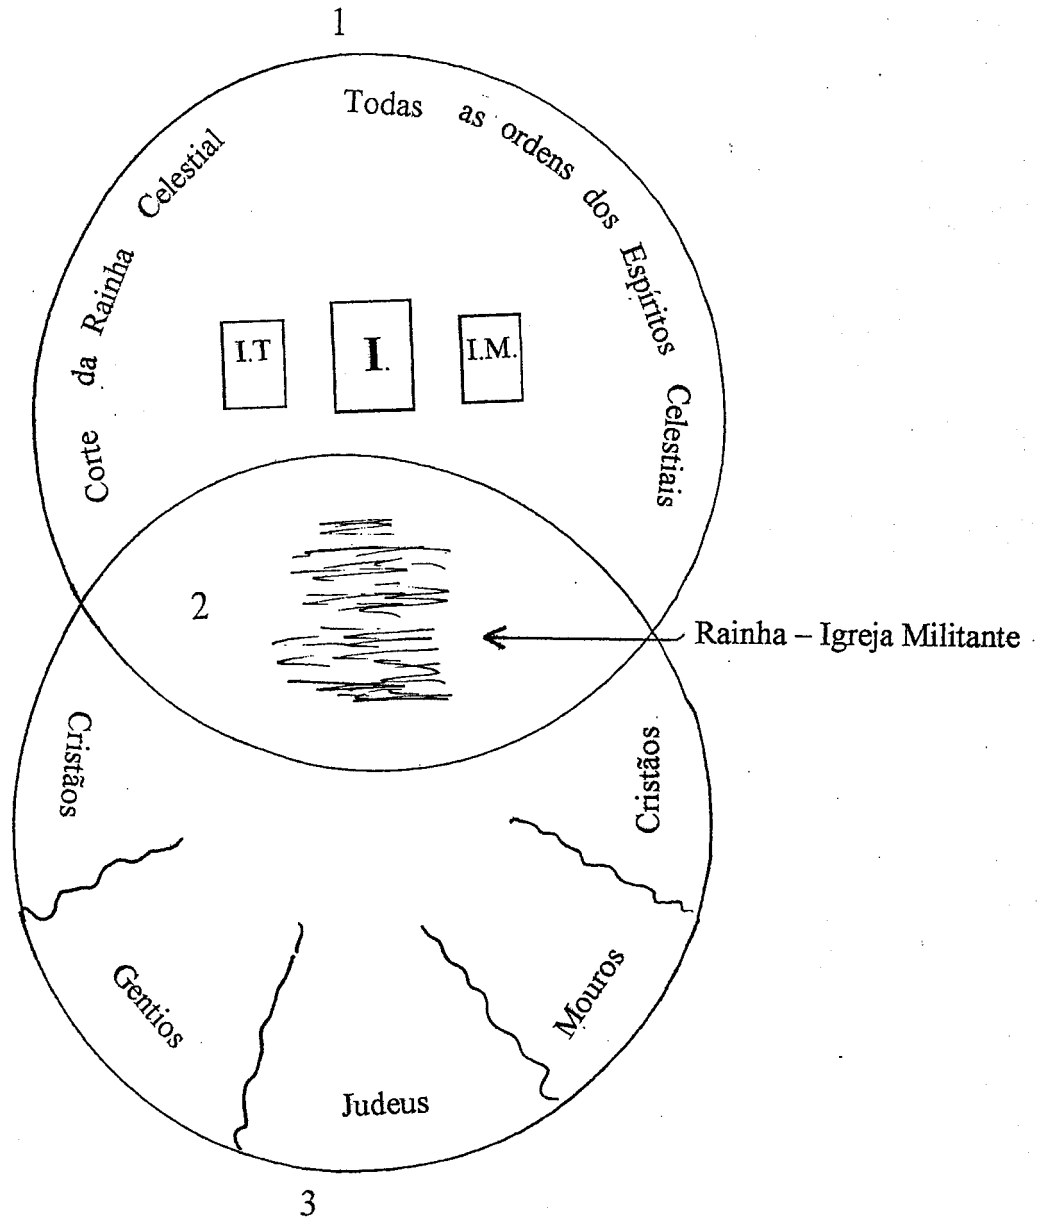 1
Corte da Rainha Celestial
Todas as ordens dos Espíritos Celestiais
I.T
I.
I.M.
2
Rainha – Igreja Militante
Cristãos
Cristãos
Gentios
Mouros
Judeus
3